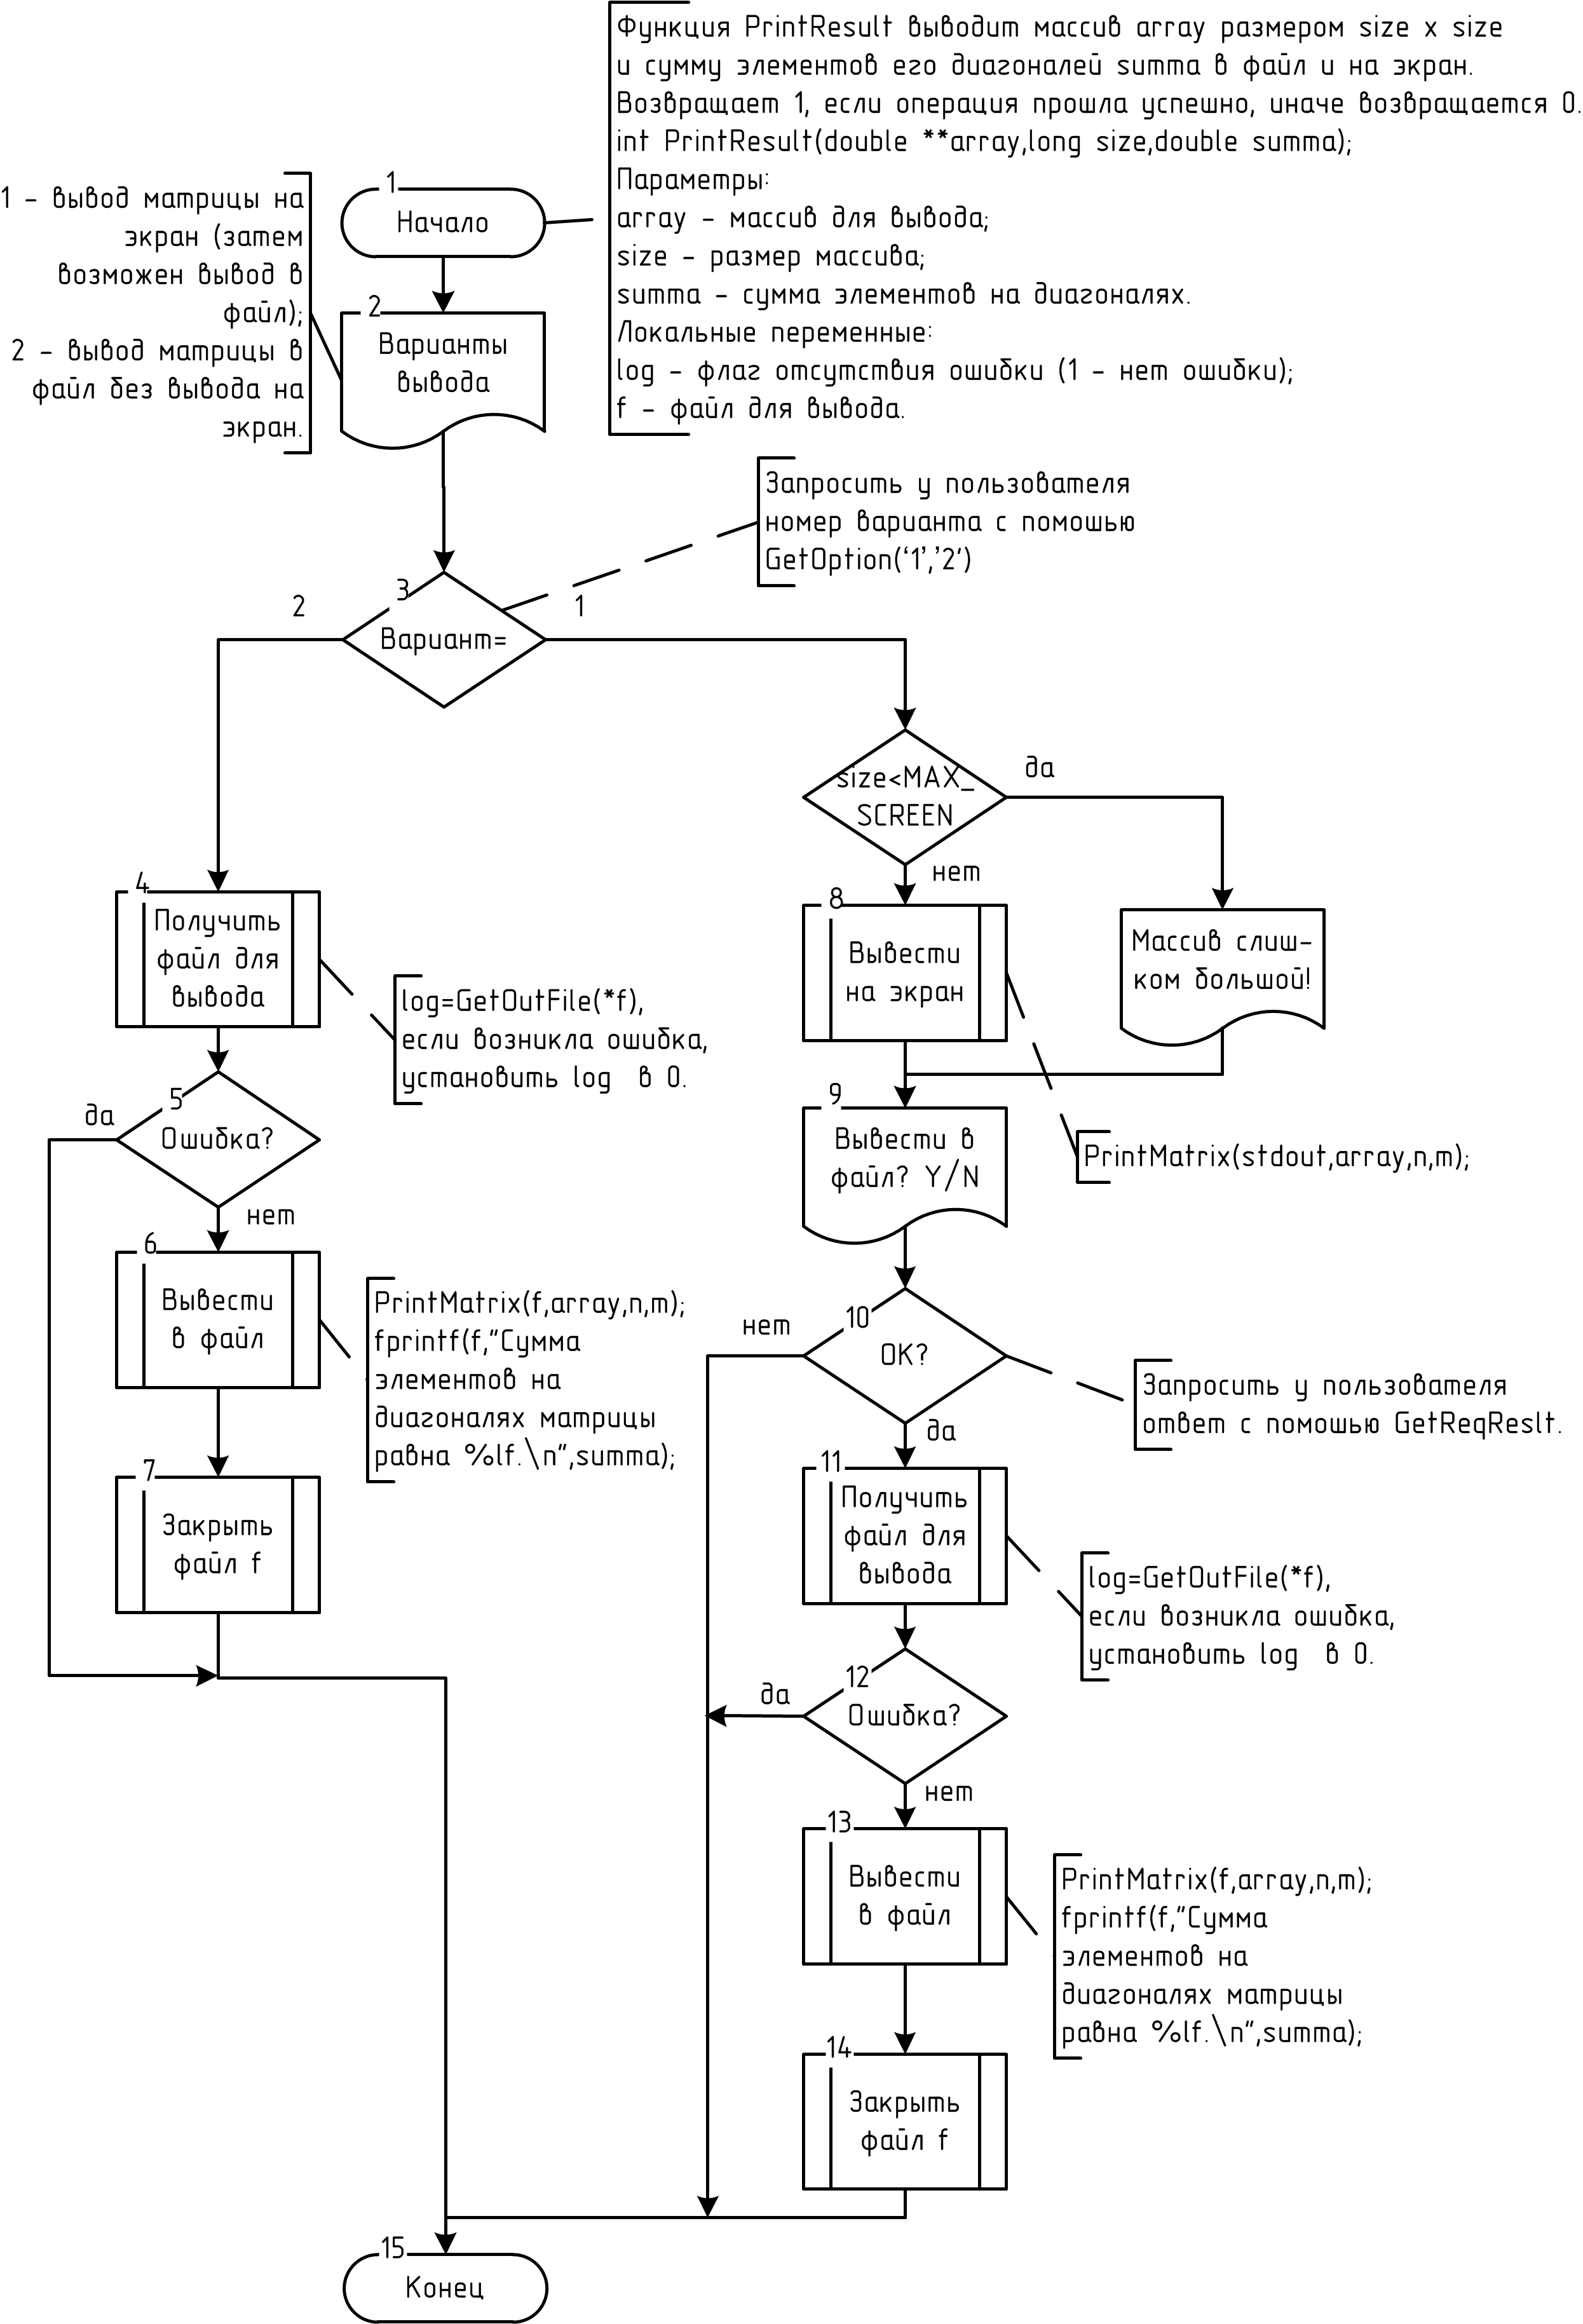 Функция PrintResult выводит массив array размером size x size
и сумму элементов его диагоналей summa в файл и на экран.
Возвращает 1, если операция прошла успешно, иначе возвращается 0.
int PrintResult(double **array,long size,double summa);
Параметры:
array - массив для вывода;
size - размер массива;
summa - сумма элементов на диагоналях.
Локальные переменные:
log - флаг отсутствия ошибки (1 - нет ошибки);
f - файл для вывода.
1 - вывод матрицы на
экран (затем
возможен вывод в
файл);
2 - вывод матрицы в
файл без вывода на
экран.
1
Начало
2
Варианты
вывода
Запросить у пользователя
номер варианта с помошью
GetOption('1','2')
3
Вариант=
2
1
size<MAX_
SCREEN
да
нет
4
Получить
файл для
вывода
log=GetOutFile(*f),
если возникла ошибка,
установить log в 0.
8
Вывести
на экран
Массив слиш-
ком большой!
PrintMatrix(stdout,array,n,m);
5
Ошибка?
да
нет
9
Вывести в
файл? Y/N
6
Вывести
в файл
PrintMatrix(f,array,n,m);
fprintf(f,"Сумма
элементов на
диагоналях матрицы
равна %lf.\n",summa);
10
OK?
нет
да
Запросить у пользователя
ответ с помошью GetReqReslt.
7
Закрыть
файл f
11
Получить
файл для
вывода
log=GetOutFile(*f),
если возникла ошибка,
установить log в 0.
12
Ошибка?
да
нет
13
Вывести
в файл
PrintMatrix(f,array,n,m);
fprintf(f,"Сумма
элементов на
диагоналях матрицы
равна %lf.\n",summa);
14
Закрыть
файл f
15
Конец